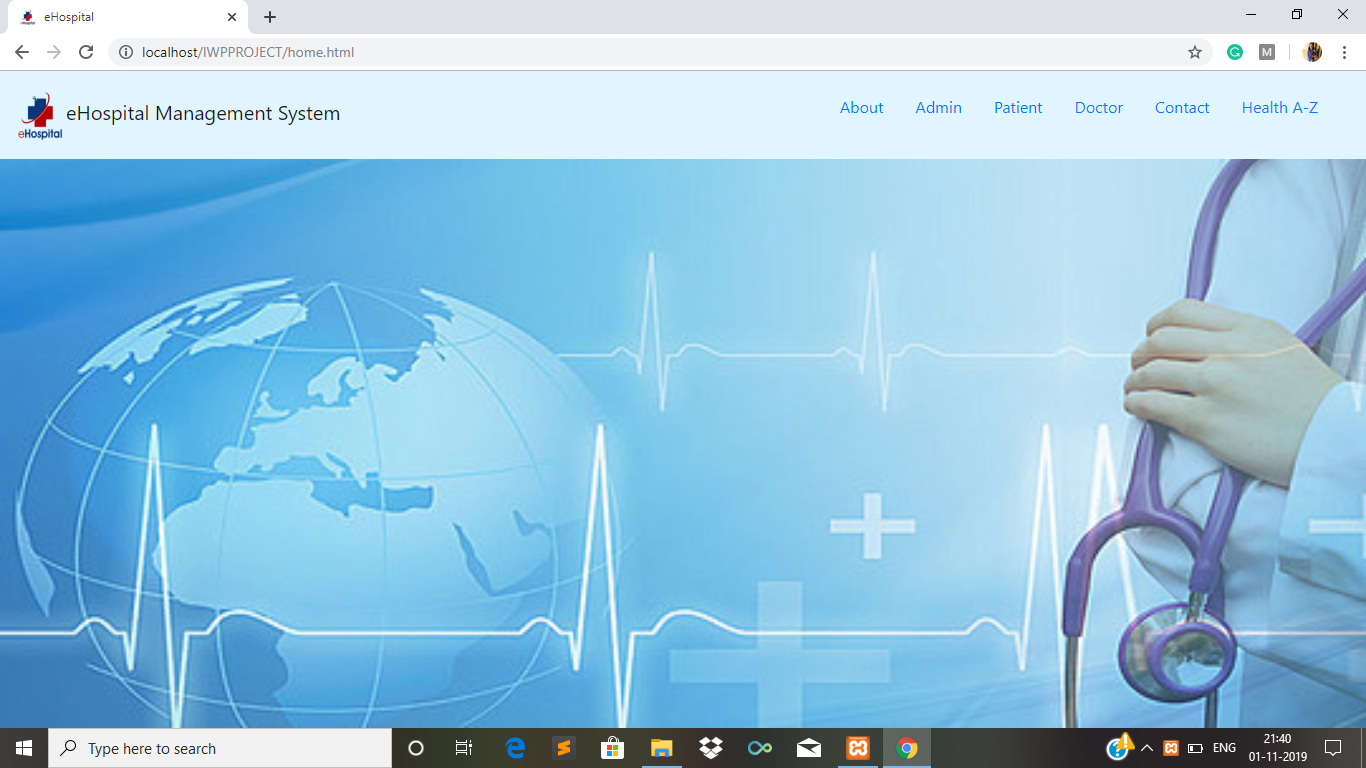 eHospital
localhost/IWPPROJECT/home.html
M
eHospital
eHospital Management System
About Admin Patient Doctor Contact Health A-Z
Type here to search
ENG
21:40
01-11-2019